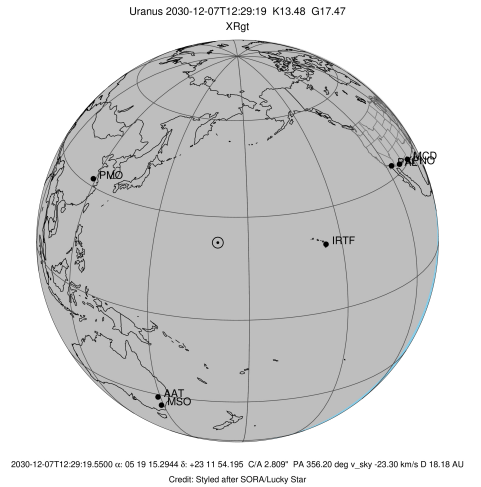 Uranus 2030-12-07T12:29:19 K13.48 G17.47
XRgt
PMO
IRTF
AAT
MSO
2030-12-07T12:29:19.5500 α: 05 19 15.2944 δ: +23 11 54.195 C/A 2.809" PA 356.20 deg v_sky -23.30 km/s D 18.18 AU
Credit: Styled after SORA/Lucky Star